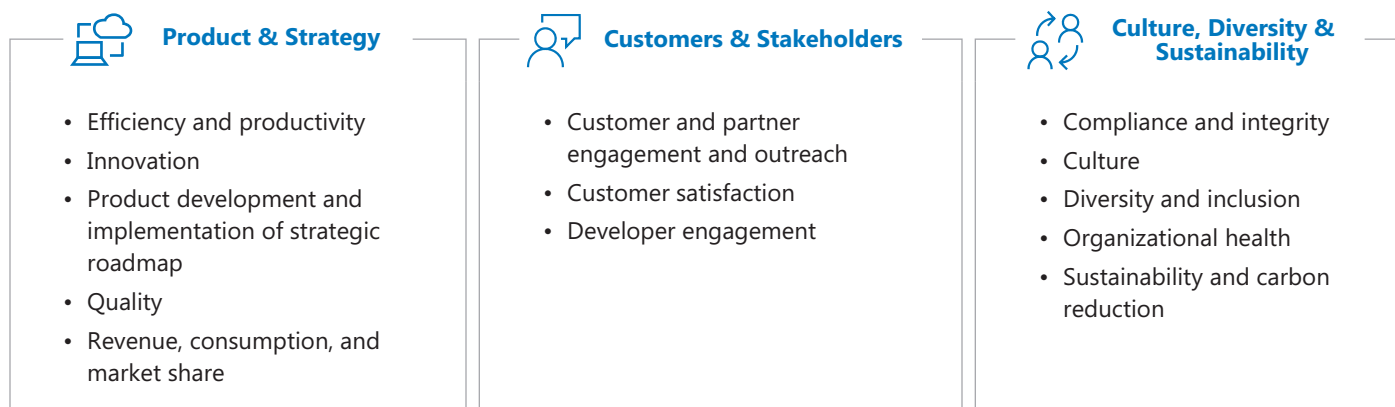 Product & Strategy
• Efficiency and productivity
• Innovation
• Product development and
implementation of strategic
roadmap
• Quality
• Revenue, consumption, and
market share
Customers & Stakeholders
• Customer and partner
engagement and outreach
• Customer satisfaction
• Developer engagement
Culture, Diversity &
Sustainability
• Compliance and integrity
• Culture
• Diversity and inclusion
• Organizational health
• Sustainability and carbon
reduction